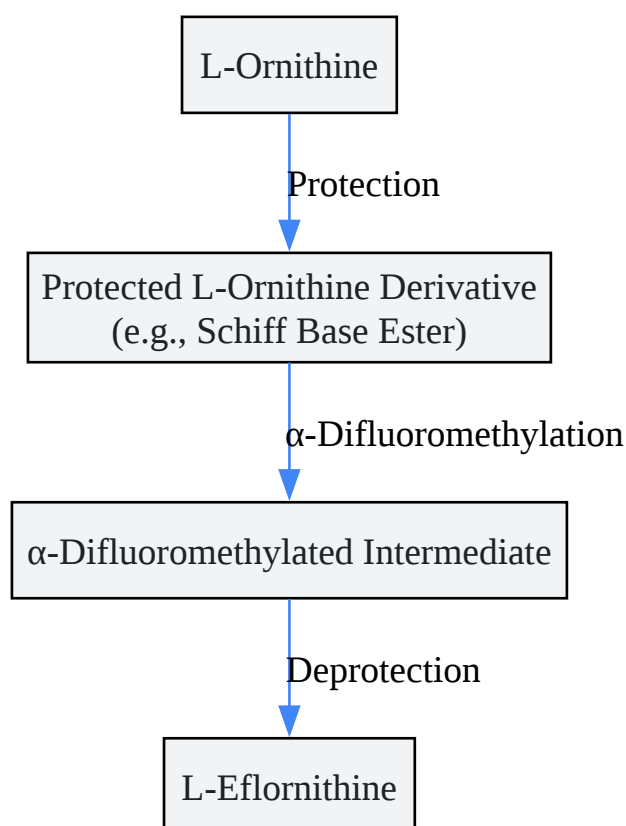 L-Ornithine
Protection
Protected L-Ornithine Derivative
(e.g., Schiff Base Ester)
α-Difluoromethylation
α-Difluoromethylated Intermediate
Deprotection
L-Eflornithine